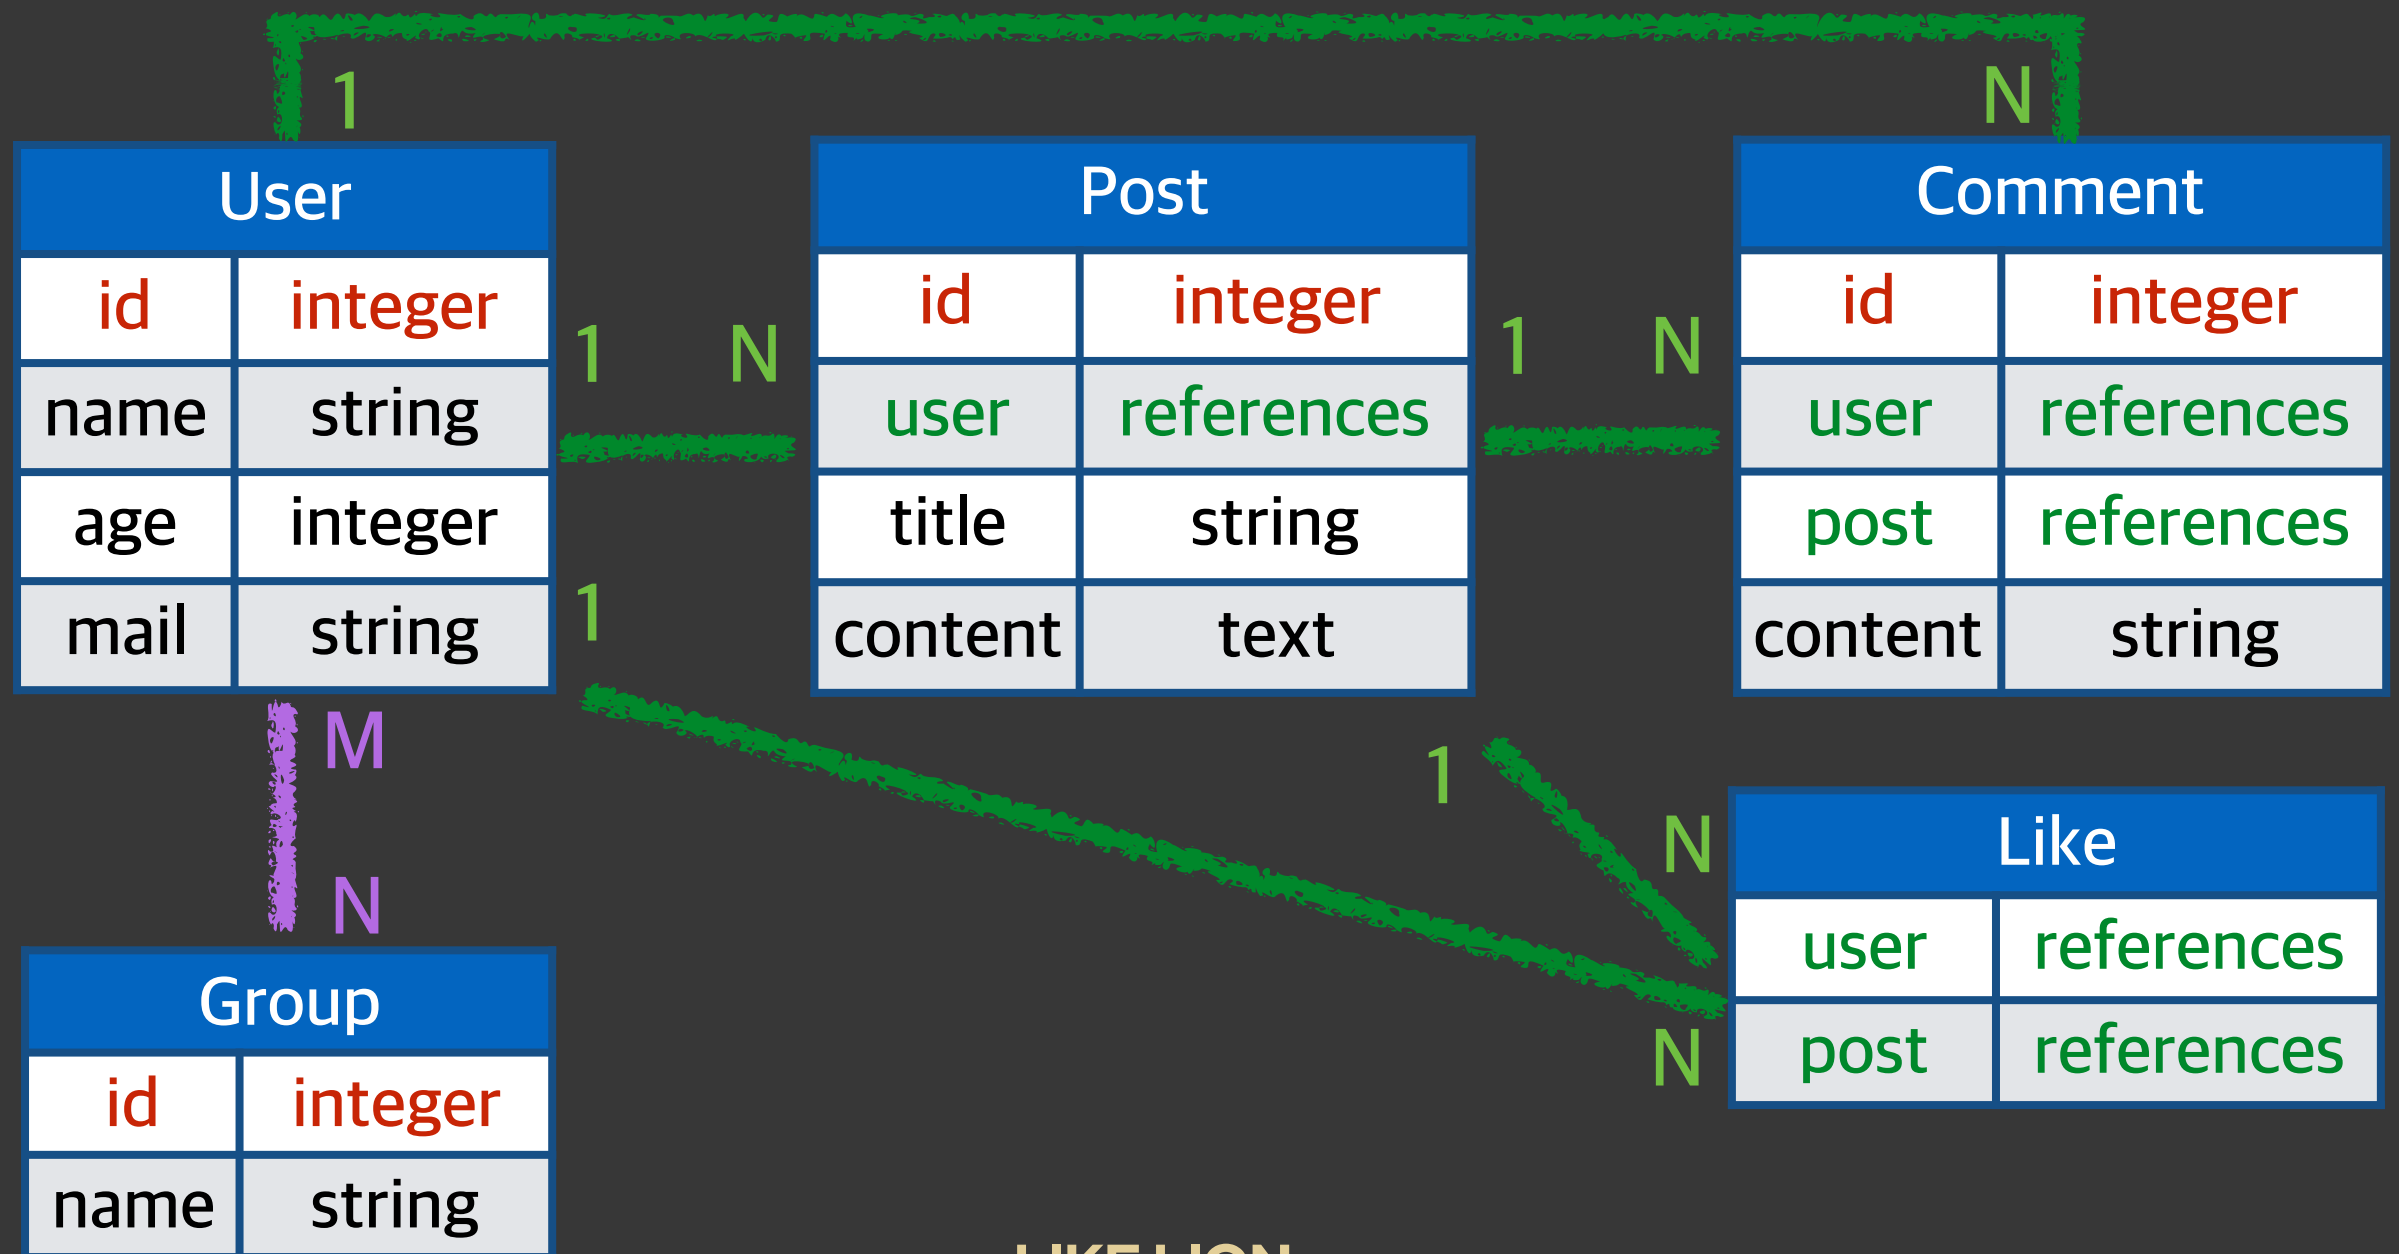 1
N
User
id integer
name string
age integer
mail string
1 N
Post
id integer
user references
title string
content text
1 N
Comment
id integer
user references
post references
content string
1
M
N
1
N
N
Like
user references
post references
Group
id integer
name string
LIKE LION